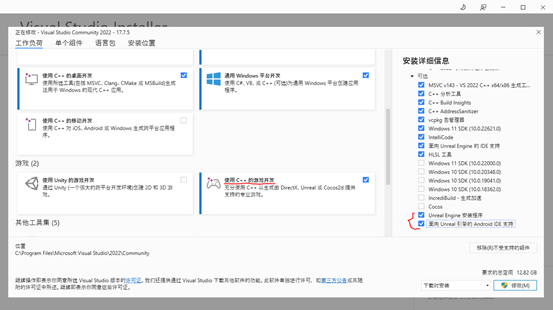 Visual Studio Installer
正在修改 - Visual Studio Community 2022 - 17.7.5
工作负荷 单个组件 语言包 安装位置
使用 C++ 的桌面开发
使用所选工具(包括 MSVC、Clang、CMake 或 MSBuild)生成适用于 Windows 的现代 C++ 应用。
通用 Windows 平台开发
使用 C#、VB、或 C++ (可选)为通用 Windows 平台创建应用程序。
使用 C++ 的移动开发
使用 C++ 对 iOS、Android 或 Windows 生成跨平台应用程序。
游戏 (2)
使用 Unity 的游戏开发
通过 Unity (一个强大的跨平台开发环境)创建 2D 和 3D 游戏。
使用 C++ 的游戏开发
充分使用 C++ 以生成由 DirectX、Unreal 或 Cocos2d 提供支持的专业游戏。
其他工具集 (5)
安装详细信息
可选
MSVC v143 - VS 2022 C++ x64/x86 生成工...
C++ 分析工具
C++ Build Insights
C++ AddressSanitizer
vcpkg 包管理器
Windows 11 SDK (10.0.22621.0)
IntelliCode
面向 Unreal Engine 的 IDE 支持
HLSL 工具
Windows 11 SDK (10.0.22000.0)
Windows 10 SDK (10.0.20348.0)
Windows 10 SDK (10.0.19041.0)
Windows 10 SDK (10.0.18362.0)
IncrediBuild - 生成加速
Cocos
Unreal Engine 安装程序
面向 Unreal 引擎的 Android IDE 支持
位置
C:\Program Files\Microsoft Visual Studio\2022\Community
移除(不受支持的组件
要求的总空间 12.82 GB
继续操作即表示你同意所选 Visual Studio 版本的许可证。我们还提供通过 Visual Studio 下载其他软件的功能。此软件单独进行许可，如第三方公告或其随附的许可证中所述。继续即表示你同意这些许可证。
下载时安装
修改(M)